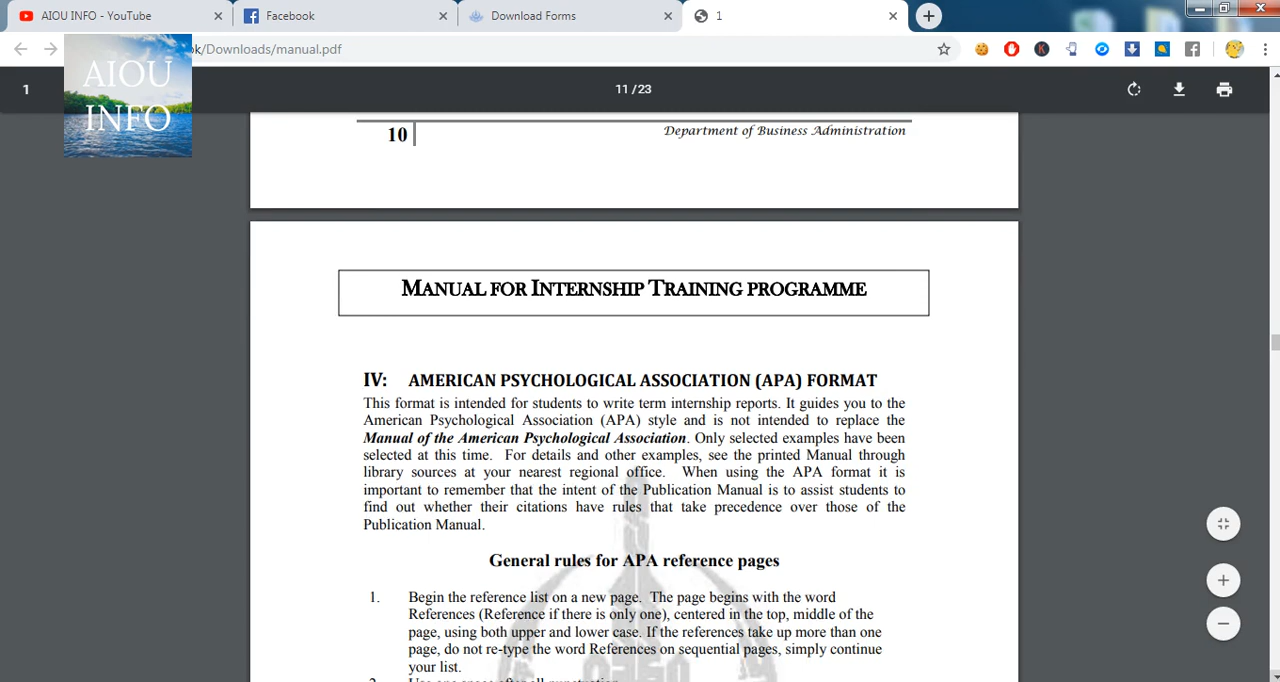 AIOU INFO - YouTube
Facebook
Download Forms
1
k/Downloads/manual.pdf
AIOU
INFO
1
11 / 23
10
Department of Business Administration
MANUAL FOR INTERNSHIP TRAINING PROGRAMME
IV: AMERICAN PSYCHOLOGICAL ASSOCIATION (APA) FORMAT
This format is intended for students to write term internship reports. It guides you to the
American Psychological Association (APA) style and is not intended to replace the
Manual of the American Psychological Association. Only selected examples have been
selected at this time. For details and other examples, see the printed Manual through
library sources at your nearest regional office. When using the APA format it is
important to remember that the intent of the Publication Manual is to assist students to
find out whether their citations have rules that take precedence over those of the
Publication Manual.
General rules for APA reference pages
1. Begin the reference list on a new page. The page begins with the word
References (Reference if there is only one), centered in the top, middle of the
page, using both upper and lower case. If the references take up more than one
page, do not re-type the word References on sequential pages, simply continue
your list.
2. Use one space after all punctuation